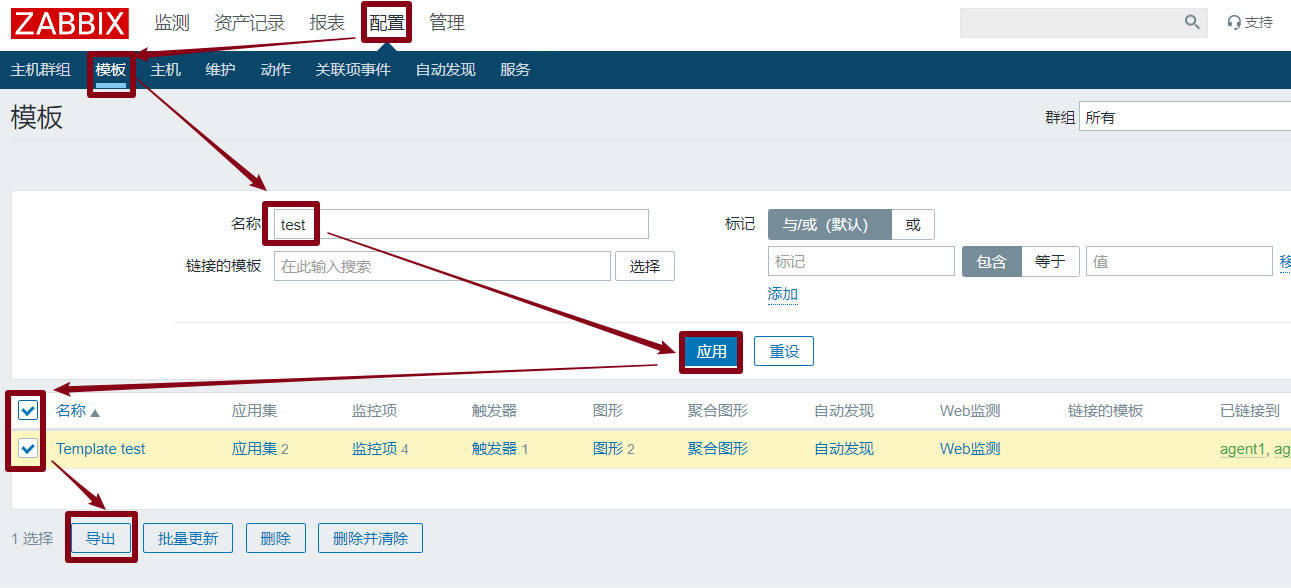 ZABBIX 监测 资产记录 报表 配置 管理 支持
主机群组 模板 主机 维护 动作 关联项事件 自动发现 服务
模板 群组 所有
名称 test 标记 与/或（默认） 或
链接的模板 在此输入搜索 选择 标记 包含 等于 值
添加
应用 重设
名称 应用集 监控项 触发器 图形 聚合图形 自动发现 Web监测 链接的模板 已链接到
Template test 应用集 2 监控项 4 触发器 1 图形 2 聚合图形 自动发现 Web监测 agent1, ag
1 选择 导出 批量更新 删除 删除并清除